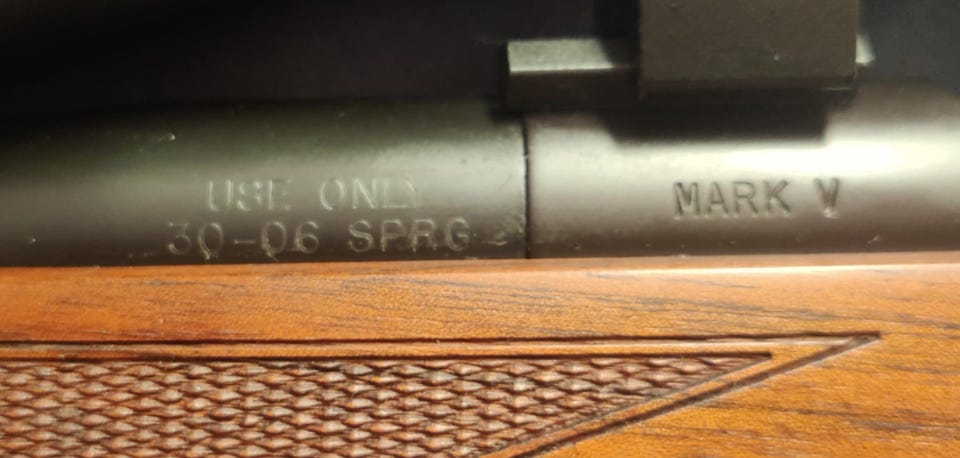 USE ONLY
30-06 SPRG
MARK V